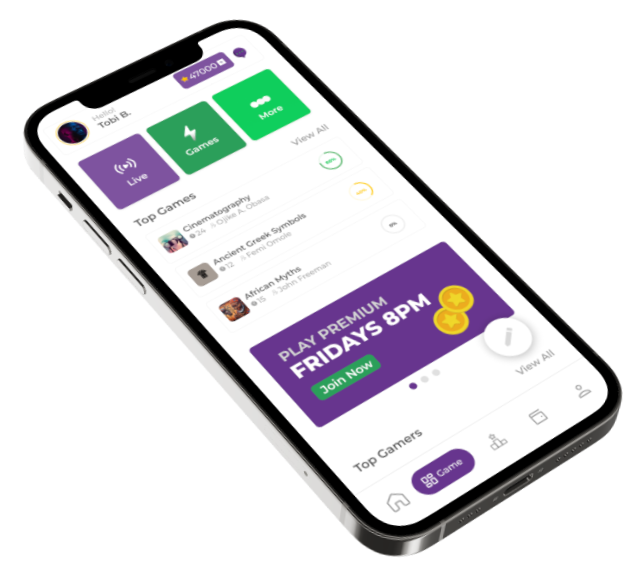 Hello!
Tobi B.
47000
Live
Games
More
Top Games
View All
Cinematography
24 Ojike A. Obasa
Ancient Greek Symbols
12 Femi Omole
African Myths
15 John Freeman
0%
PLAY PREMIUM
FRIDAYS 8PM
Join Now
Top Gamers
View All
Game